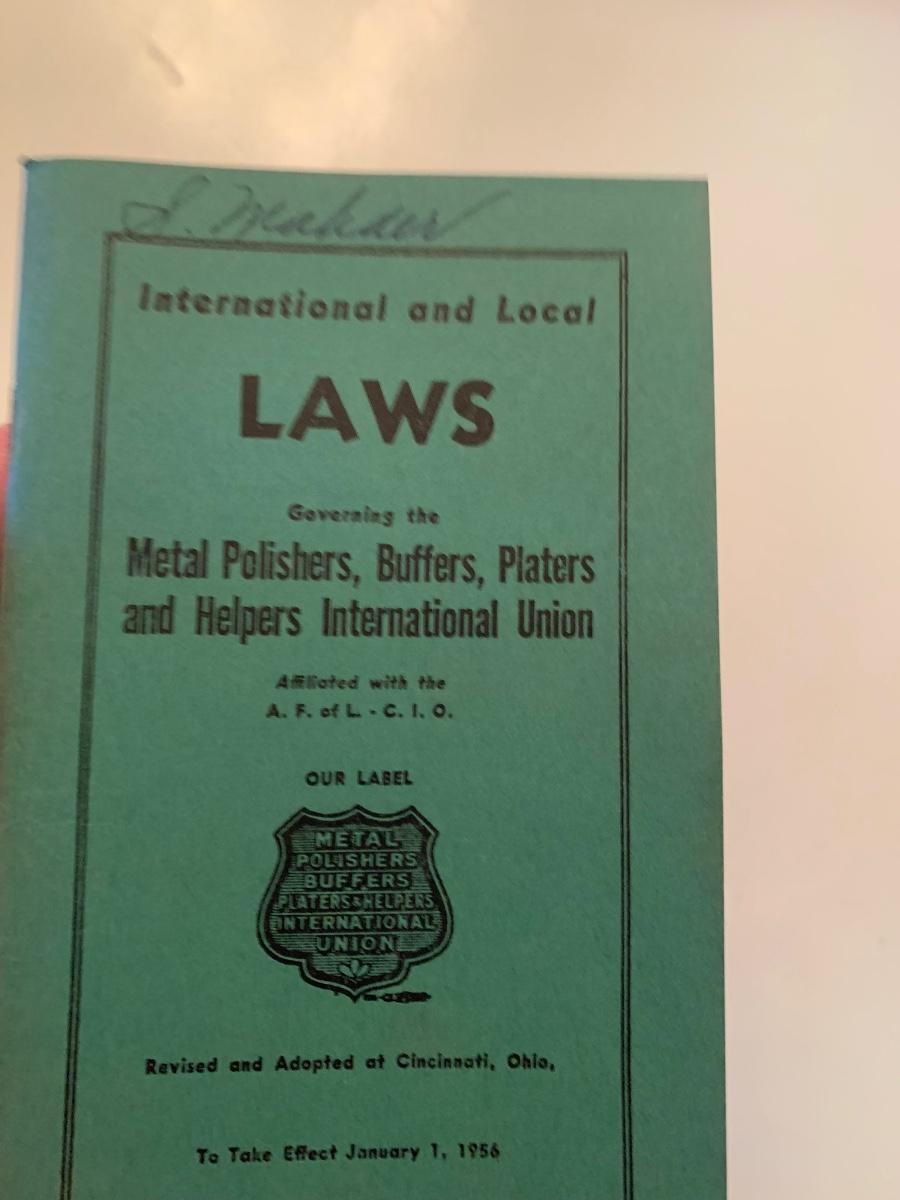 International and Local
LAWS
Governing the
Metal Polishers, Buffers, Platers
and Helpers International Union
Affiliated with the
A. F. of L. - C. I. O.
OUR LABEL
METAL
POLISHERS
BUFFERS
PLATERS & HELPERS
INTERNATIONAL
UNION
Revised and Adopted at Cincinnati, Ohio,
To Take Effect January 1, 1956